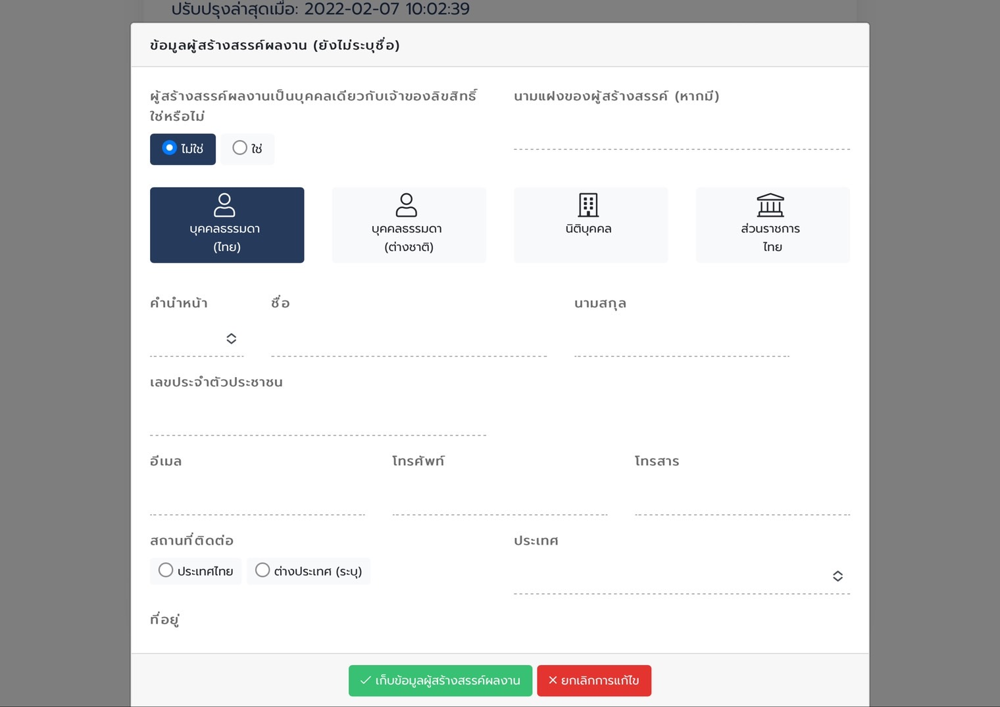 ปรับปรุงล่าสุดเมื่อ: 2022-02-07 10:02:39
ข้อมูลผู้สร้างสรรค์ผลงาน (ยังไม่ระบุชื่อ)
ผู้สร้างสรรค์ผลงานเป็นบุคคลเดียวกับเจ้าของลิขสิทธิ์
ใช่หรือไม่
ไม่ใช่
ใช่
นามแฝงของผู้สร้างสรรค์ (หากมี)
บุคคลธรรมดา
(ไทย)
บุคคลธรรมดา
(ต่างชาติ)
นิติบุคคล
ส่วนราชการ
ไทย
คำนำหน้า
ชื่อ
นามสกุล
เลขประจำตัวประชาชน
อีเมล
โทรศัพท์
โทรสาร
สถานที่ติดต่อ
ประเทศไทย
ต่างประเทศ (ระบุ)
ประเทศ
ที่อยู่
เก็บข้อมูลผู้สร้างสรรค์ผลงาน
ยกเลิกการแก้ไข